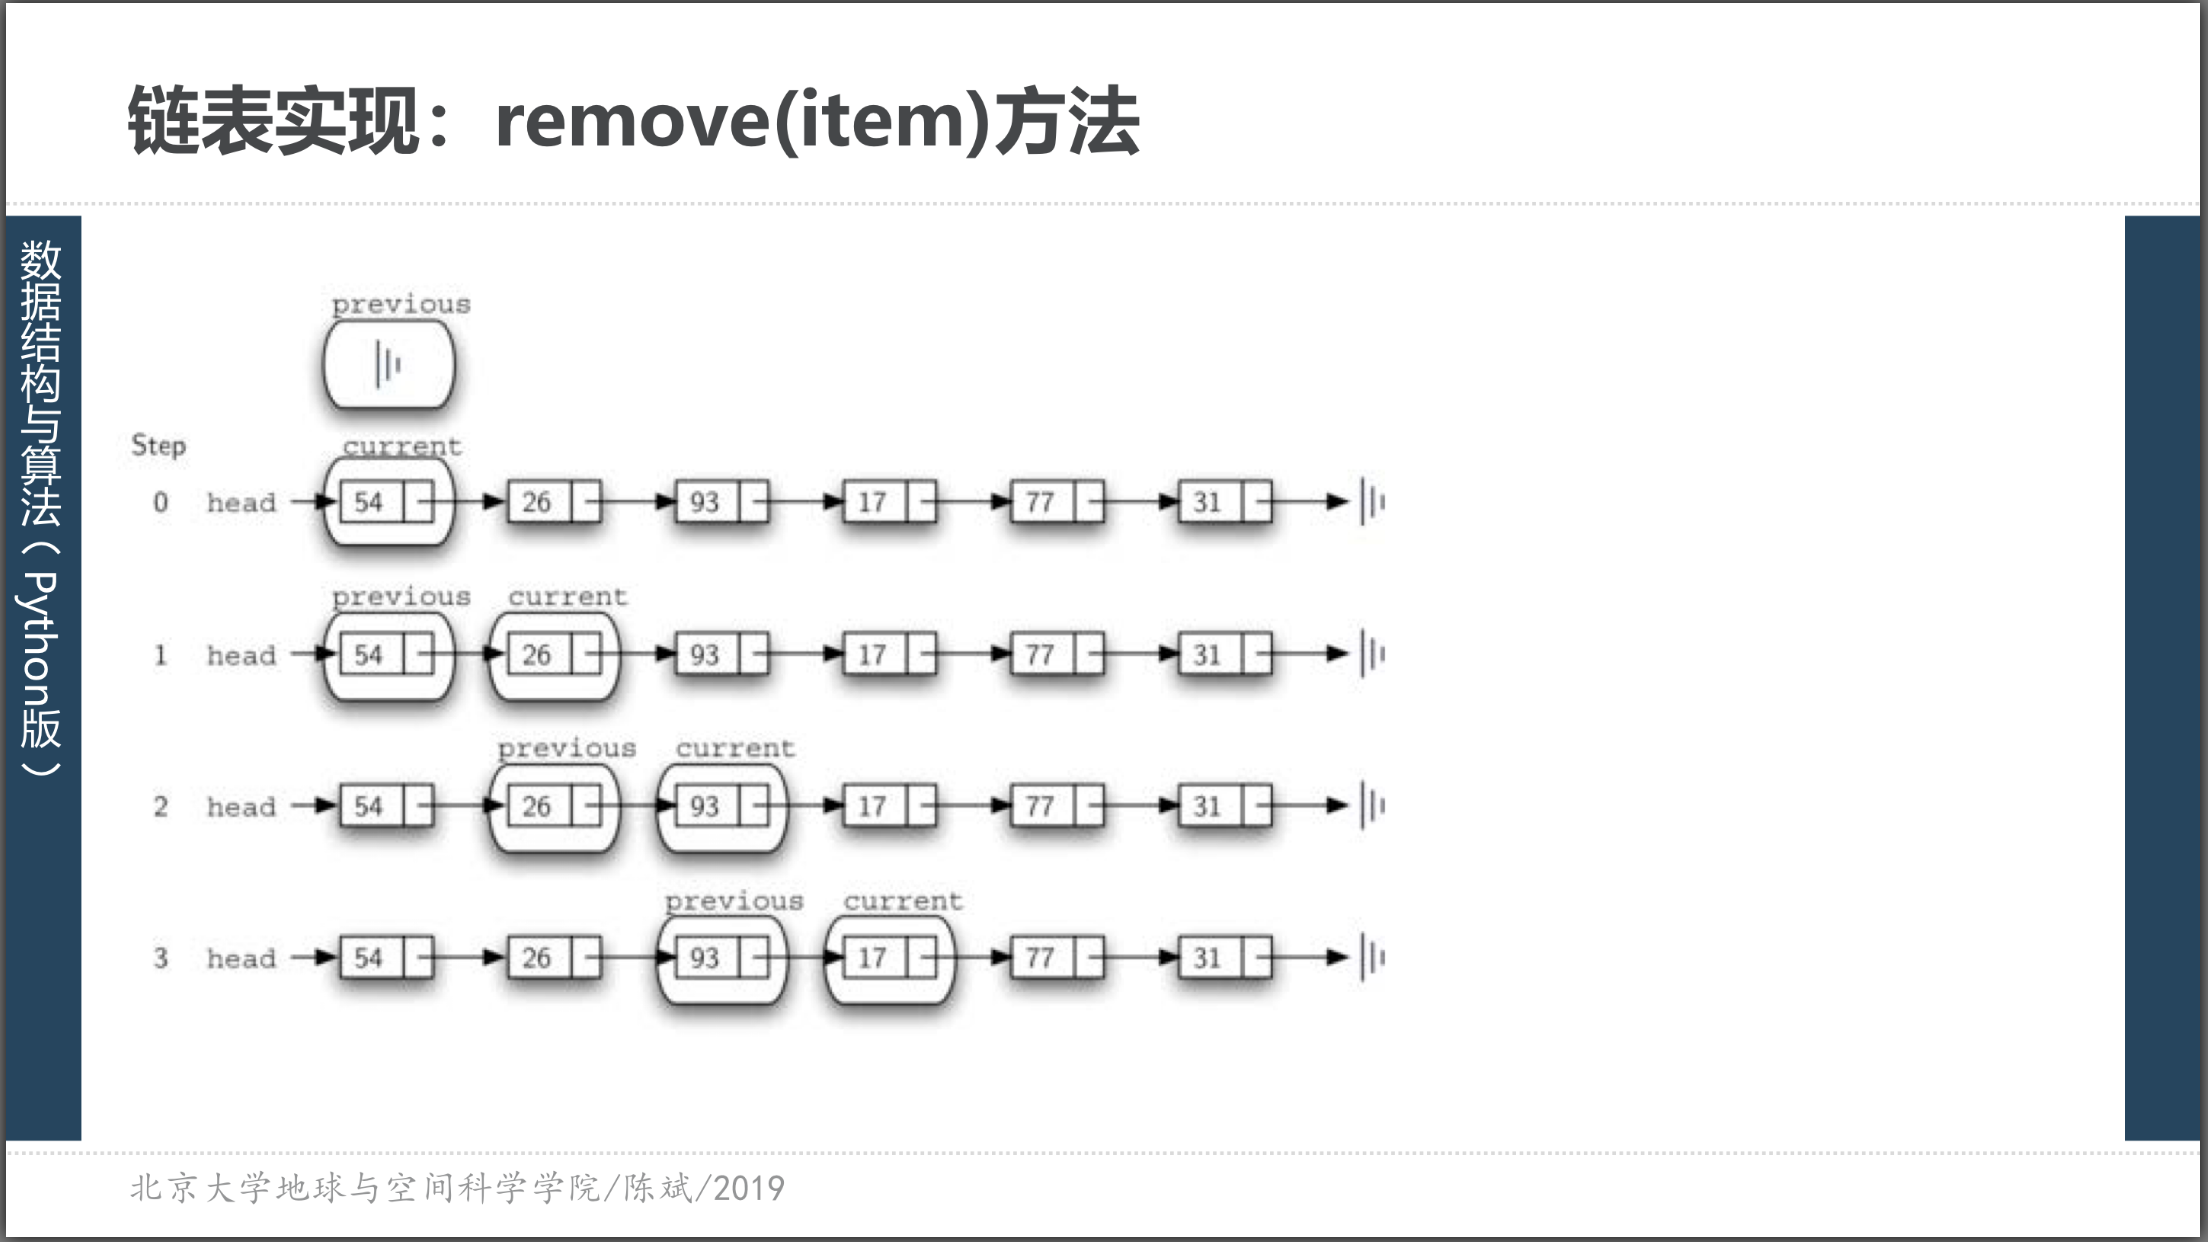 链表实现：remove(item)方法
数据结构与算法（Python版）
previous
Step
current
0 head 54 26 93 17 77 31
previous current
1 head 54 26 93 17 77 31
previous current
2 head 54 26 93 17 77 31
previous current
3 head 54 26 93 17 77 31
北京大学地球与空间科学学院/陈斌/2019